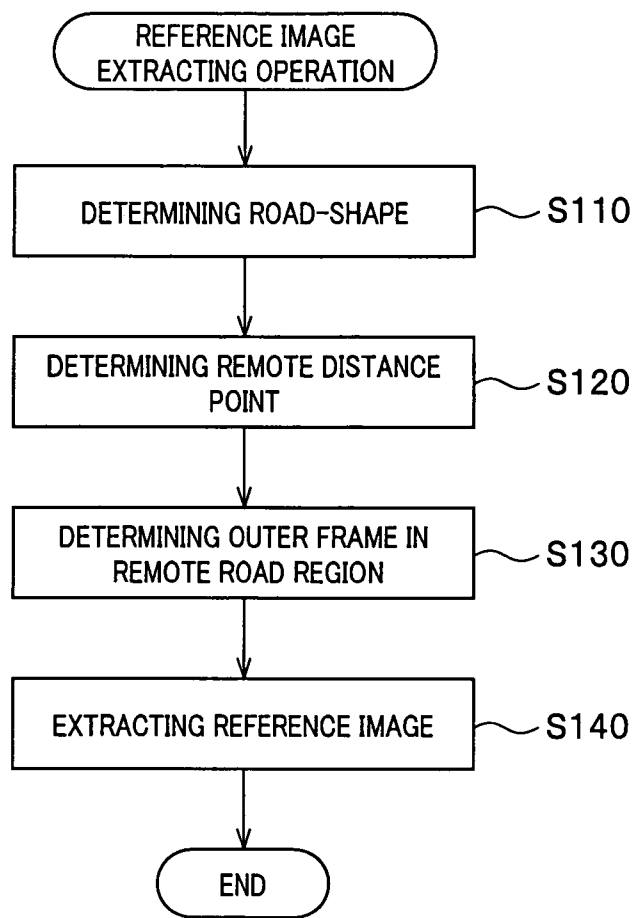 REFERENCE IMAGE
EXTRACTING OPERATION
DETERMINING ROAD-SHAPE
S110
DETERMINING REMOTE DISTANCE
POINT
S120
DETERMINING OUTER FRAME IN
REMOTE ROAD REGION
S130
EXTRACTING REFERENCE IMAGE
S140
END